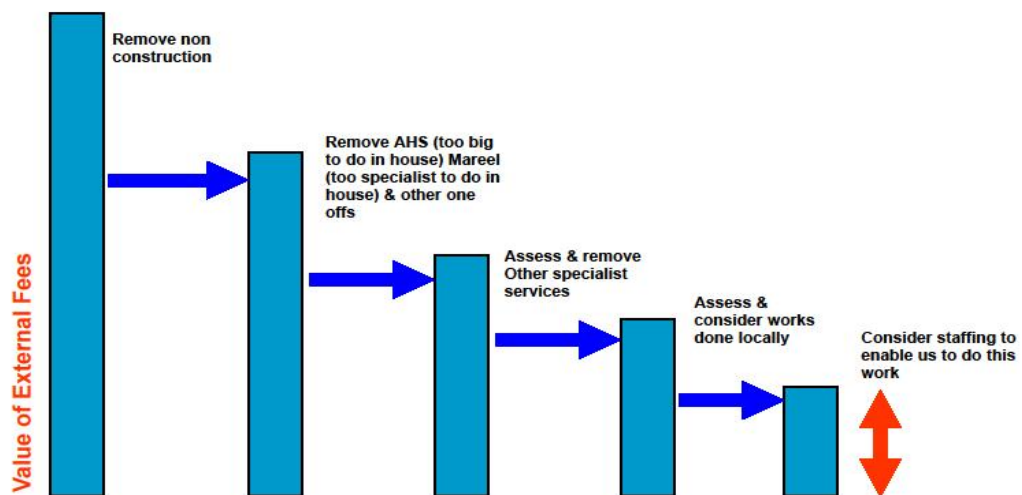 Value of External Fees
Remove non
construction
Remove AHS (too big
to do in house) Mareel
(too specialist to do in
house) & other one
offs
Assess & remove
Other specialist
services
Assess &
consider works
done locally
Consider staffing to
enable us to do this
work